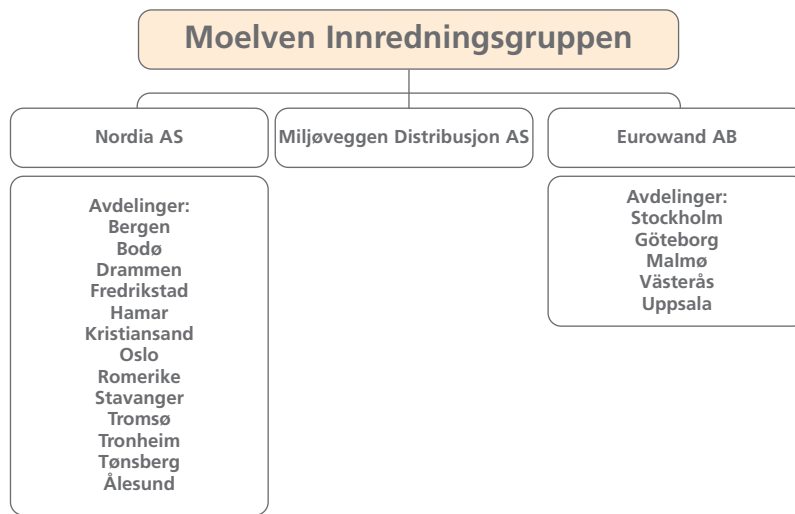 Moelven Innredningsgruppen
Nordia AS
Miljøveggen Distribusjon AS
Eurowand AB
Avdelinger:
Bergen
Bodø
Drammen
Fredrikstad
Hamar
Kristiansand
Oslo
Romerike
Stavanger
Tromsø
Tronheim
Tønsberg
Ålesund
Avdelinger:
Stockholm
Göteborg
Malmø
Västerås
Uppsala